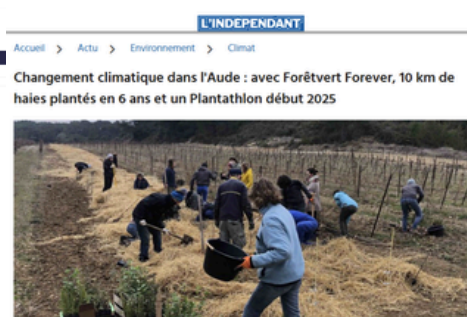 L'INDEPENDANT
Accueil > Actu > Environnement > Climat
Changement climatique dans l'Aude : avec Forêtvert Forever, 10 km de
haies plantés en 6 ans et un Plantathlon début 2025